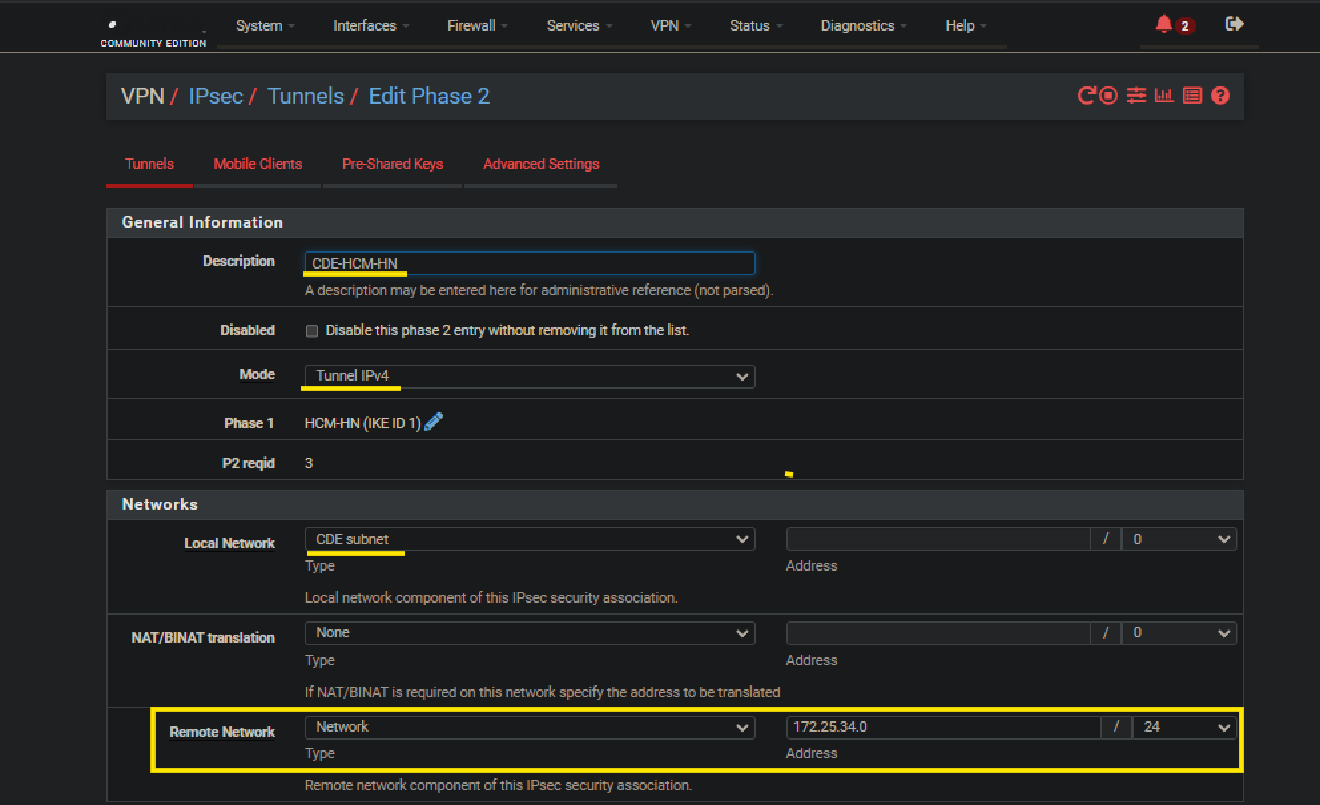 System Interfaces Firewall Services VPN Status Diagnostics Help 2
COMMUNITY EDITION
VPN / IPsec / Tunnels / Edit Phase 2
Tunnels Mobile Clients Pre-Shared Keys Advanced Settings
General Information
Description CDE-HCM-HN
A description may be entered here for administrative reference (not parsed).
Disabled Disable this phase 2 entry without removing it from the list.
Mode Tunnel IPv4
Phase 1 HCM-HN (IKE ID 1)
P2 reqid 3
Networks
Local Network CDE subnet / 0
Type Address
Local network component of this IPsec security association.
NAT/BINAT translation None / 0
Type Address
If NAT/BINAT is required on this network specify the address to be translated
Remote Network Network 172.25.34.0 / 24
Type Address
Remote network component of this IPsec security association.